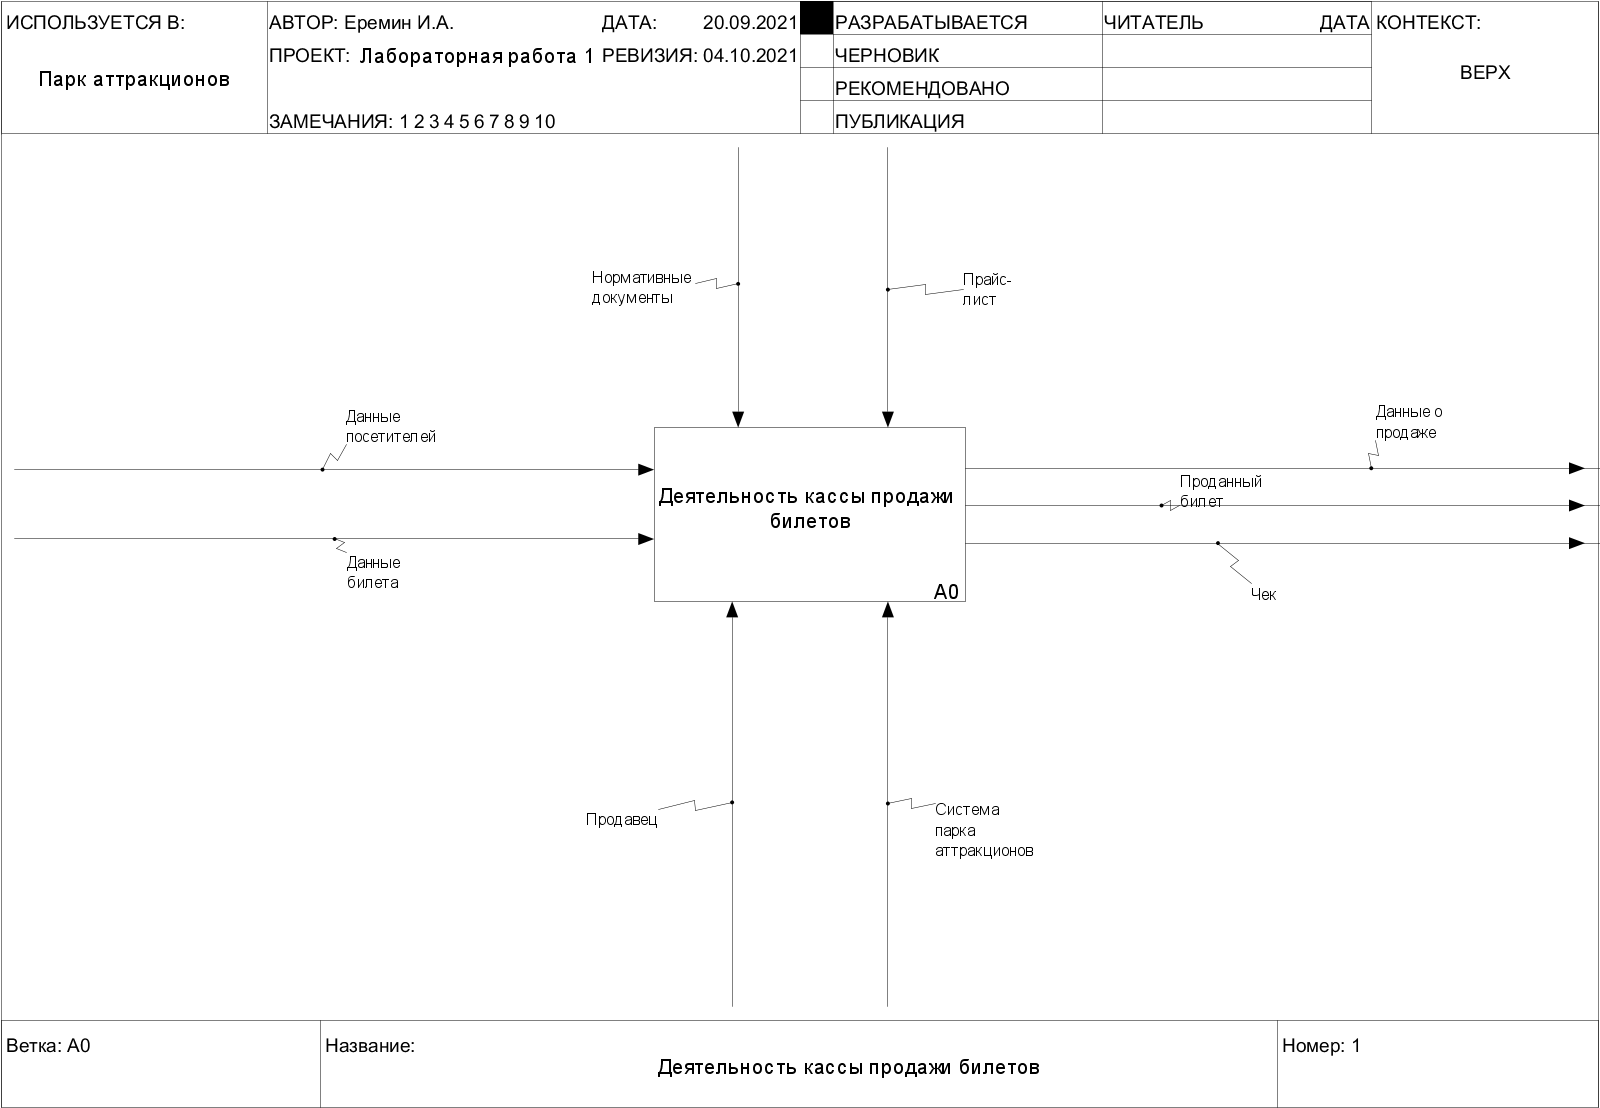 ИСПОЛЬЗУЕТСЯ В:
Парк аттракционов
АВТОР: Еремин И.А.
ДАТА: 20.09.2021
ПРОЕКТ: Лабораторная работа 1
РЕВИЗИЯ: 04.10.2021
ЗАМЕЧАНИЯ: 1 2 3 4 5 6 7 8 9 10
РАЗРАБАТЫВАЕТСЯ
ЧЕРНОВИК
РЕКОМЕНДОВАНО
ПУБЛИКАЦИЯ
ЧИТАТЕЛЬ
ДАТА
КОНТЕКСТ:
ВЕРХ
Нормативные
документы
Прайс-
лист
Данные
посетителей
Данные
билета
Деятельность кассы продажи
билетов
A0
Данные о
продаже
Проданный
билет
Чек
Продавец
Система
парка
аттракционов
Ветка: A0
Название:
Деятельность кассы продажи билетов
Номер: 1